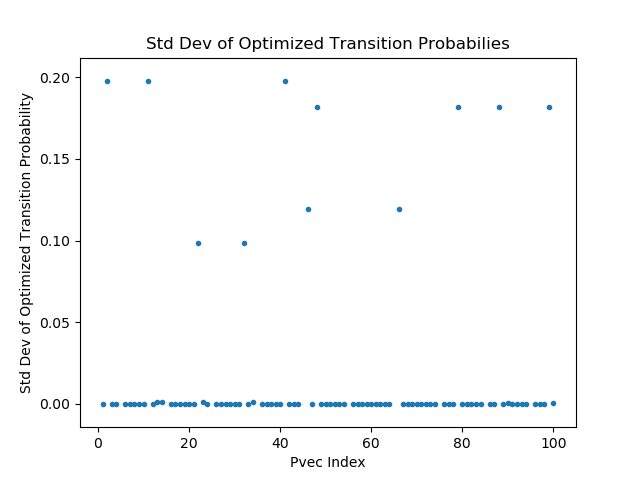 Std Dev of Optimized Transition Probabilies
Std Dev of Optimized Transition Probability
0.20
0.15
0.10
0.05
0.00
0 20 40 60 80 100
Pvec Index